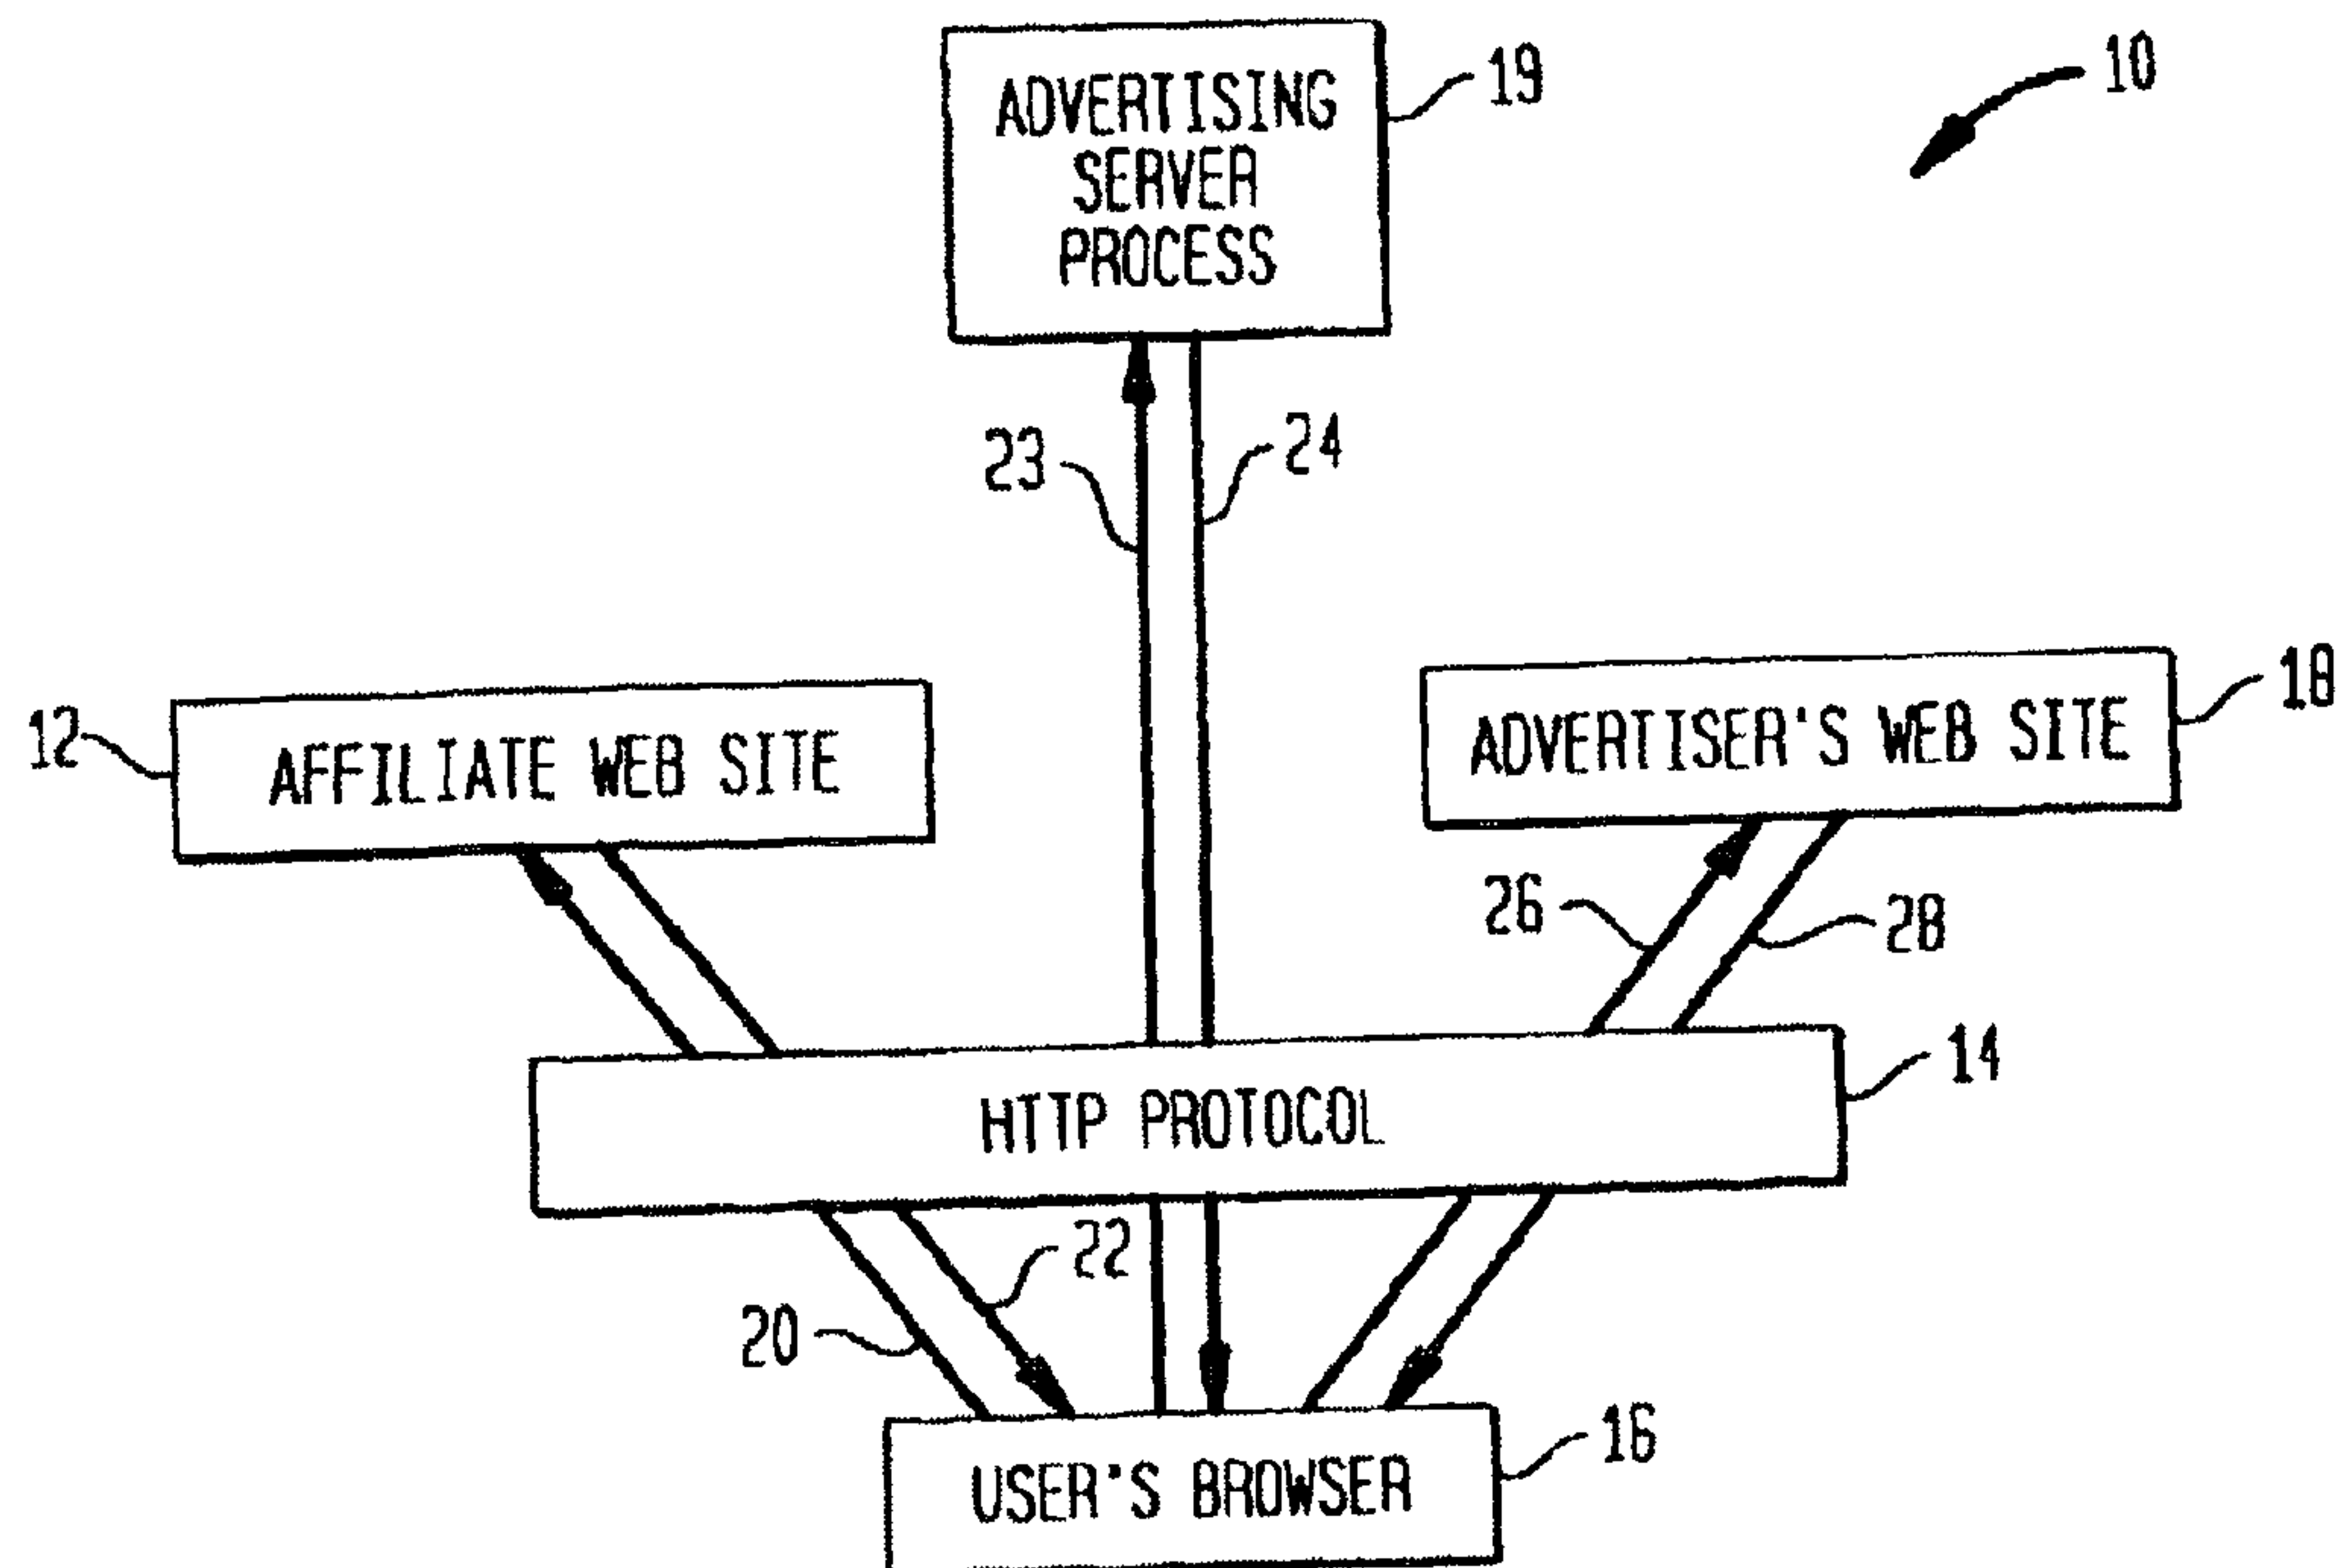 10
ADVERTISING
SERVER
PROCESS
19
23
24
12
AFFILIATE WEB SITE
ADVERTISER'S WEB SITE
18
26
28
HTTP PROTOCOL
14
22
20
USER'S BROWSER
16